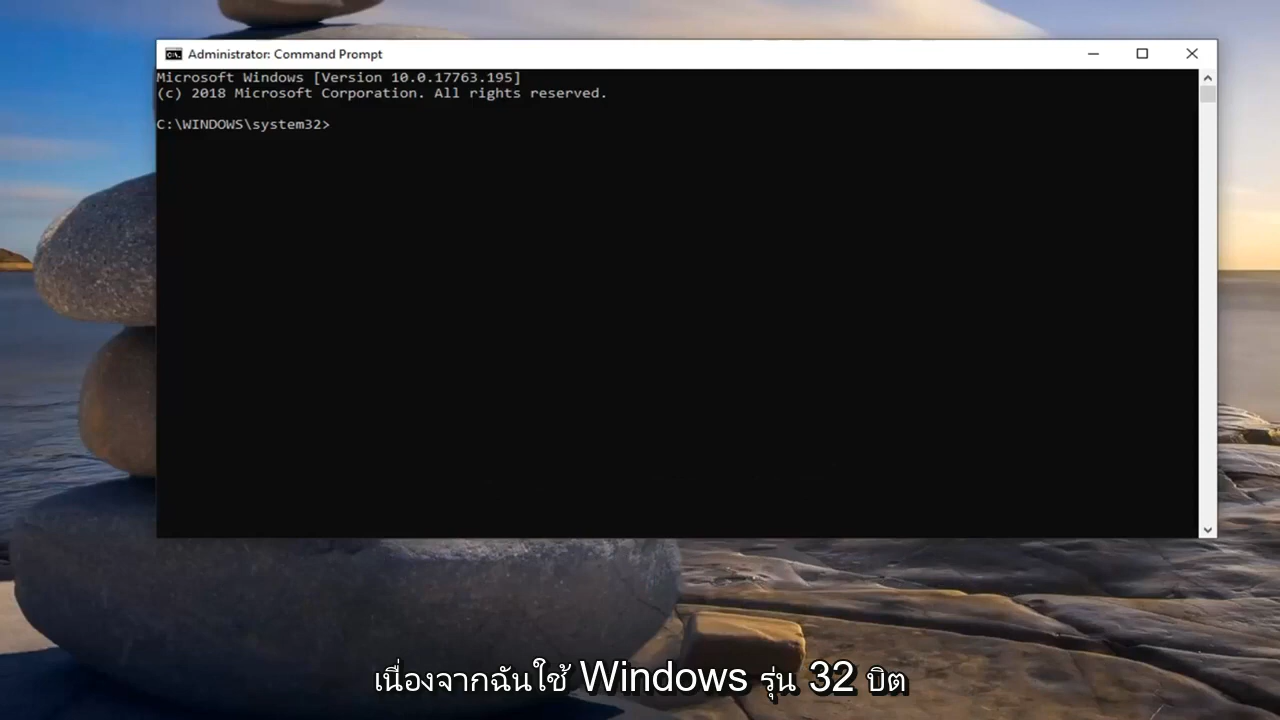 Administrator: Command Prompt
Microsoft Windows [Version 10.0.17763.195]
(c) 2018 Microsoft Corporation. All rights reserved.
C:\WINDOWS\system32>
เนื่องจากฉันใช้ Windows รุ่น 32 บิต